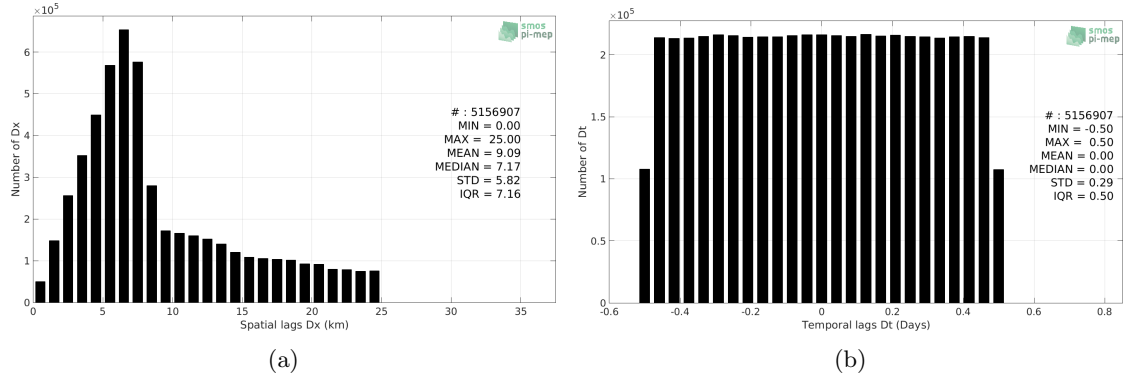 ×10⁵
6
5
4
3
2
1
0
Number of Dx
0 5 10 15 20 25 30 35
Spatial lags Dx (km)
smos
pi-mep
# : 5156907
MIN = 0.00
MAX = 25.00
MEAN = 9.09
MEDIAN = 7.17
STD = 5.82
IQR = 7.16
(a)
×10⁵
2
1.5
1
0.5
0
Number of Dt
-0.6 -0.4 -0.2 0 0.2 0.4 0.6 0.8
Temporal lags Dt (Days)
smos
pi-mep
# : 5156907
MIN = -0.50
MAX = 0.50
MEAN = 0.00
MEDIAN = 0.00
STD = 0.29
IQR = 0.50
(b)